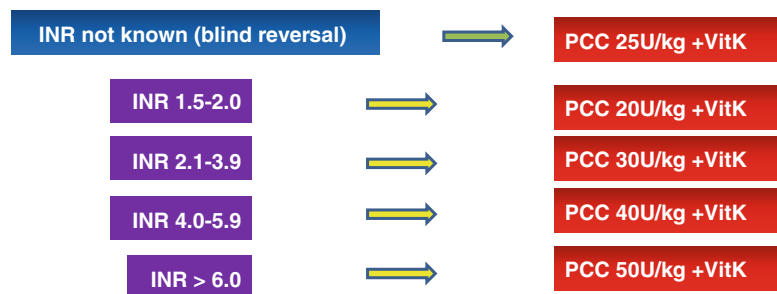 INR not known (blind reversal)
PCC 25U/kg +VitK
INR 1.5-2.0
PCC 20U/kg +VitK
INR 2.1-3.9
PCC 30U/kg +VitK
INR 4.0-5.9
PCC 40U/kg +VitK
INR > 6.0
PCC 50U/kg +VitK